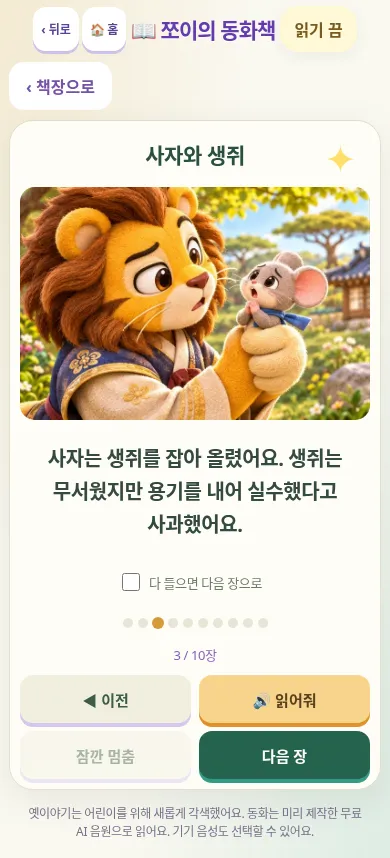 ‹ 뒤로 🏠 홈 📖 쪼이의 동화책 읽기 끔
‹ 책장으로
사자와 생쥐
사자는 생쥐를 잡아 올렸어요. 생쥐는
무서웠지만 용기를 내어 실수했다고
사과했어요.
다 들으면 다음 장으로
3 / 10장
◀ 이전 🔊 읽어줘
잠깐 멈춤 다음 장
옛이야기는 어린이를 위해 새롭게 각색했어요. 동화는 미리 제작한 무료
AI 음원으로 읽어요. 기기 음성도 선택할 수 있어요.